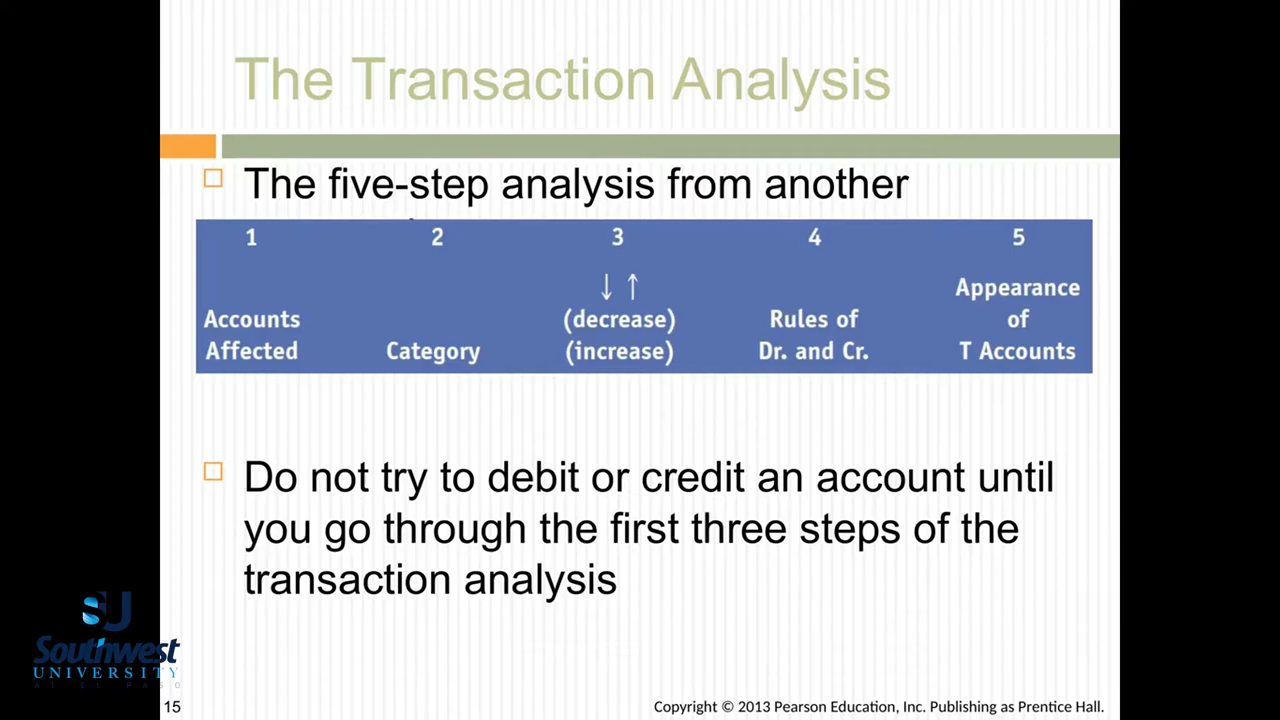 The Transaction Analysis
The five-step analysis from another
1 2 3 4 5
↓ ↑ Appearance
Accounts (decrease) Rules of of
Affected Category (increase) Dr. and Cr. T Accounts
Do not try to debit or credit an account until
you go through the first three steps of the
transaction analysis
SU
Southwest
UNIVERSITY
AT EL PASO
15 Copyright © 2013 Pearson Education, Inc. Publishing as Prentice Hall.